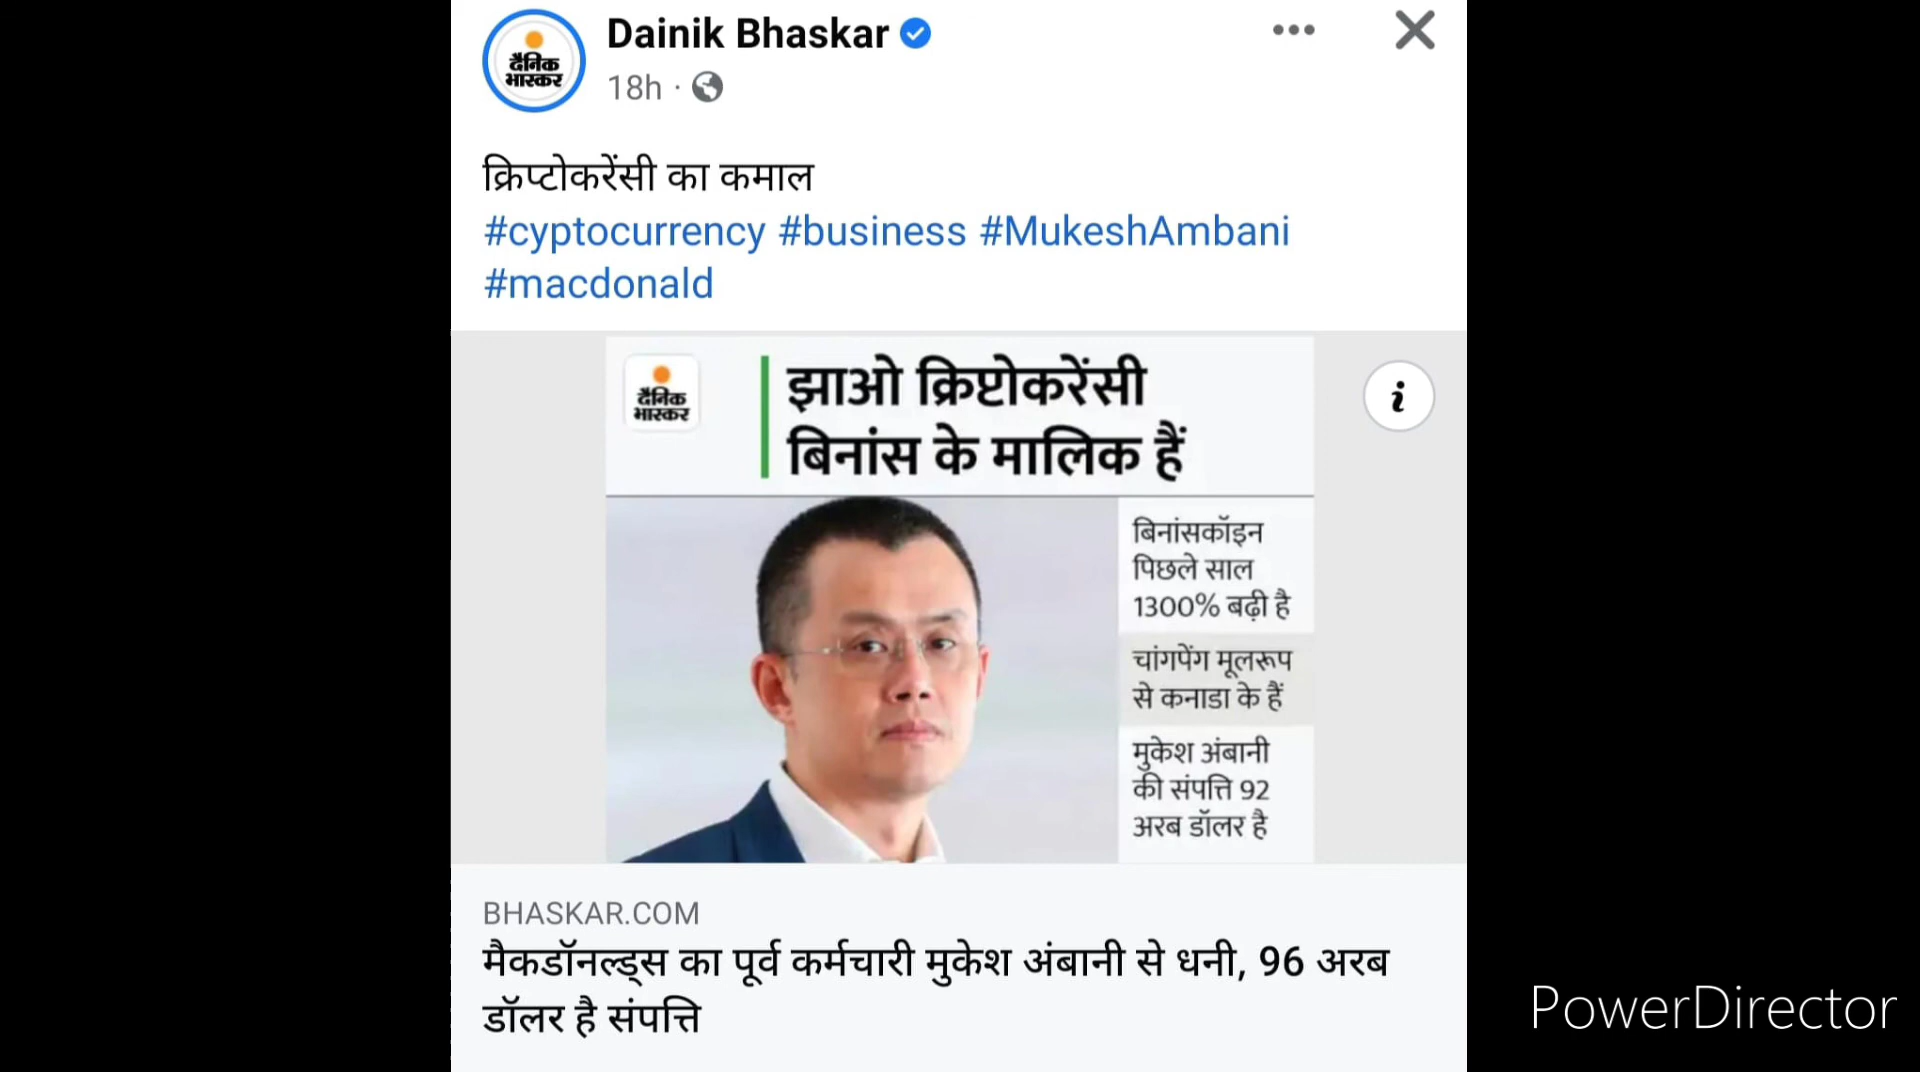 दैनिक
भास्कर
Dainik Bhaskar
18h ·
क्रिप्टोकरेंसी का कमाल
#cyptocurrency #business #MukeshAmbani
#macdonald
दैनिक
भास्कर
झाओ क्रिप्टोकरेंसी
बिनांस के मालिक हैं
i
बिनांसकॉइन
पिछले साल
1300% बढ़ी है
चांगपेंग मूलरूप
से कनाडा के हैं
मुकेश अंबानी
की संपत्ति 92
अरब डॉलर है
BHASKAR.COM
मैकडॉनल्ड्स का पूर्व कर्मचारी मुकेश अंबानी से धनी, 96 अरब
डॉलर है संपत्ति
PowerDirector